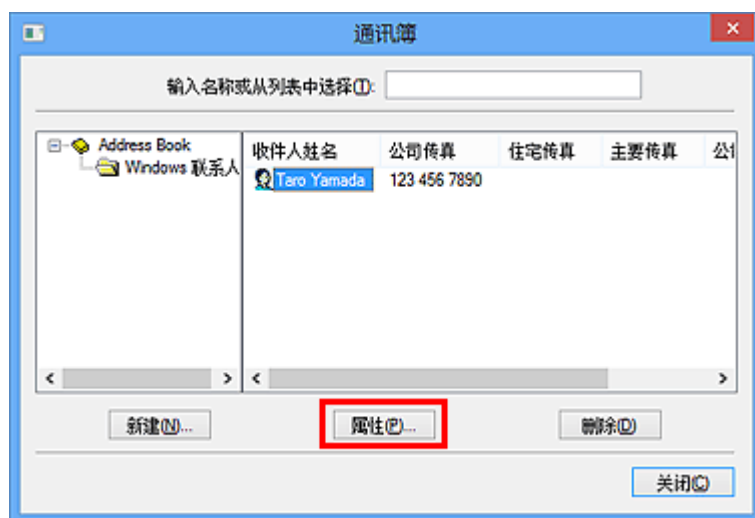 通讯簿
输入名称或从列表中选择(T):
Address Book
Windows 联系人
收件人姓名 公司传真 住宅传真 主要传真
Taro Yamada 123 456 7890
新建(N)... 属性(P)... 删除(D)
关闭(C)